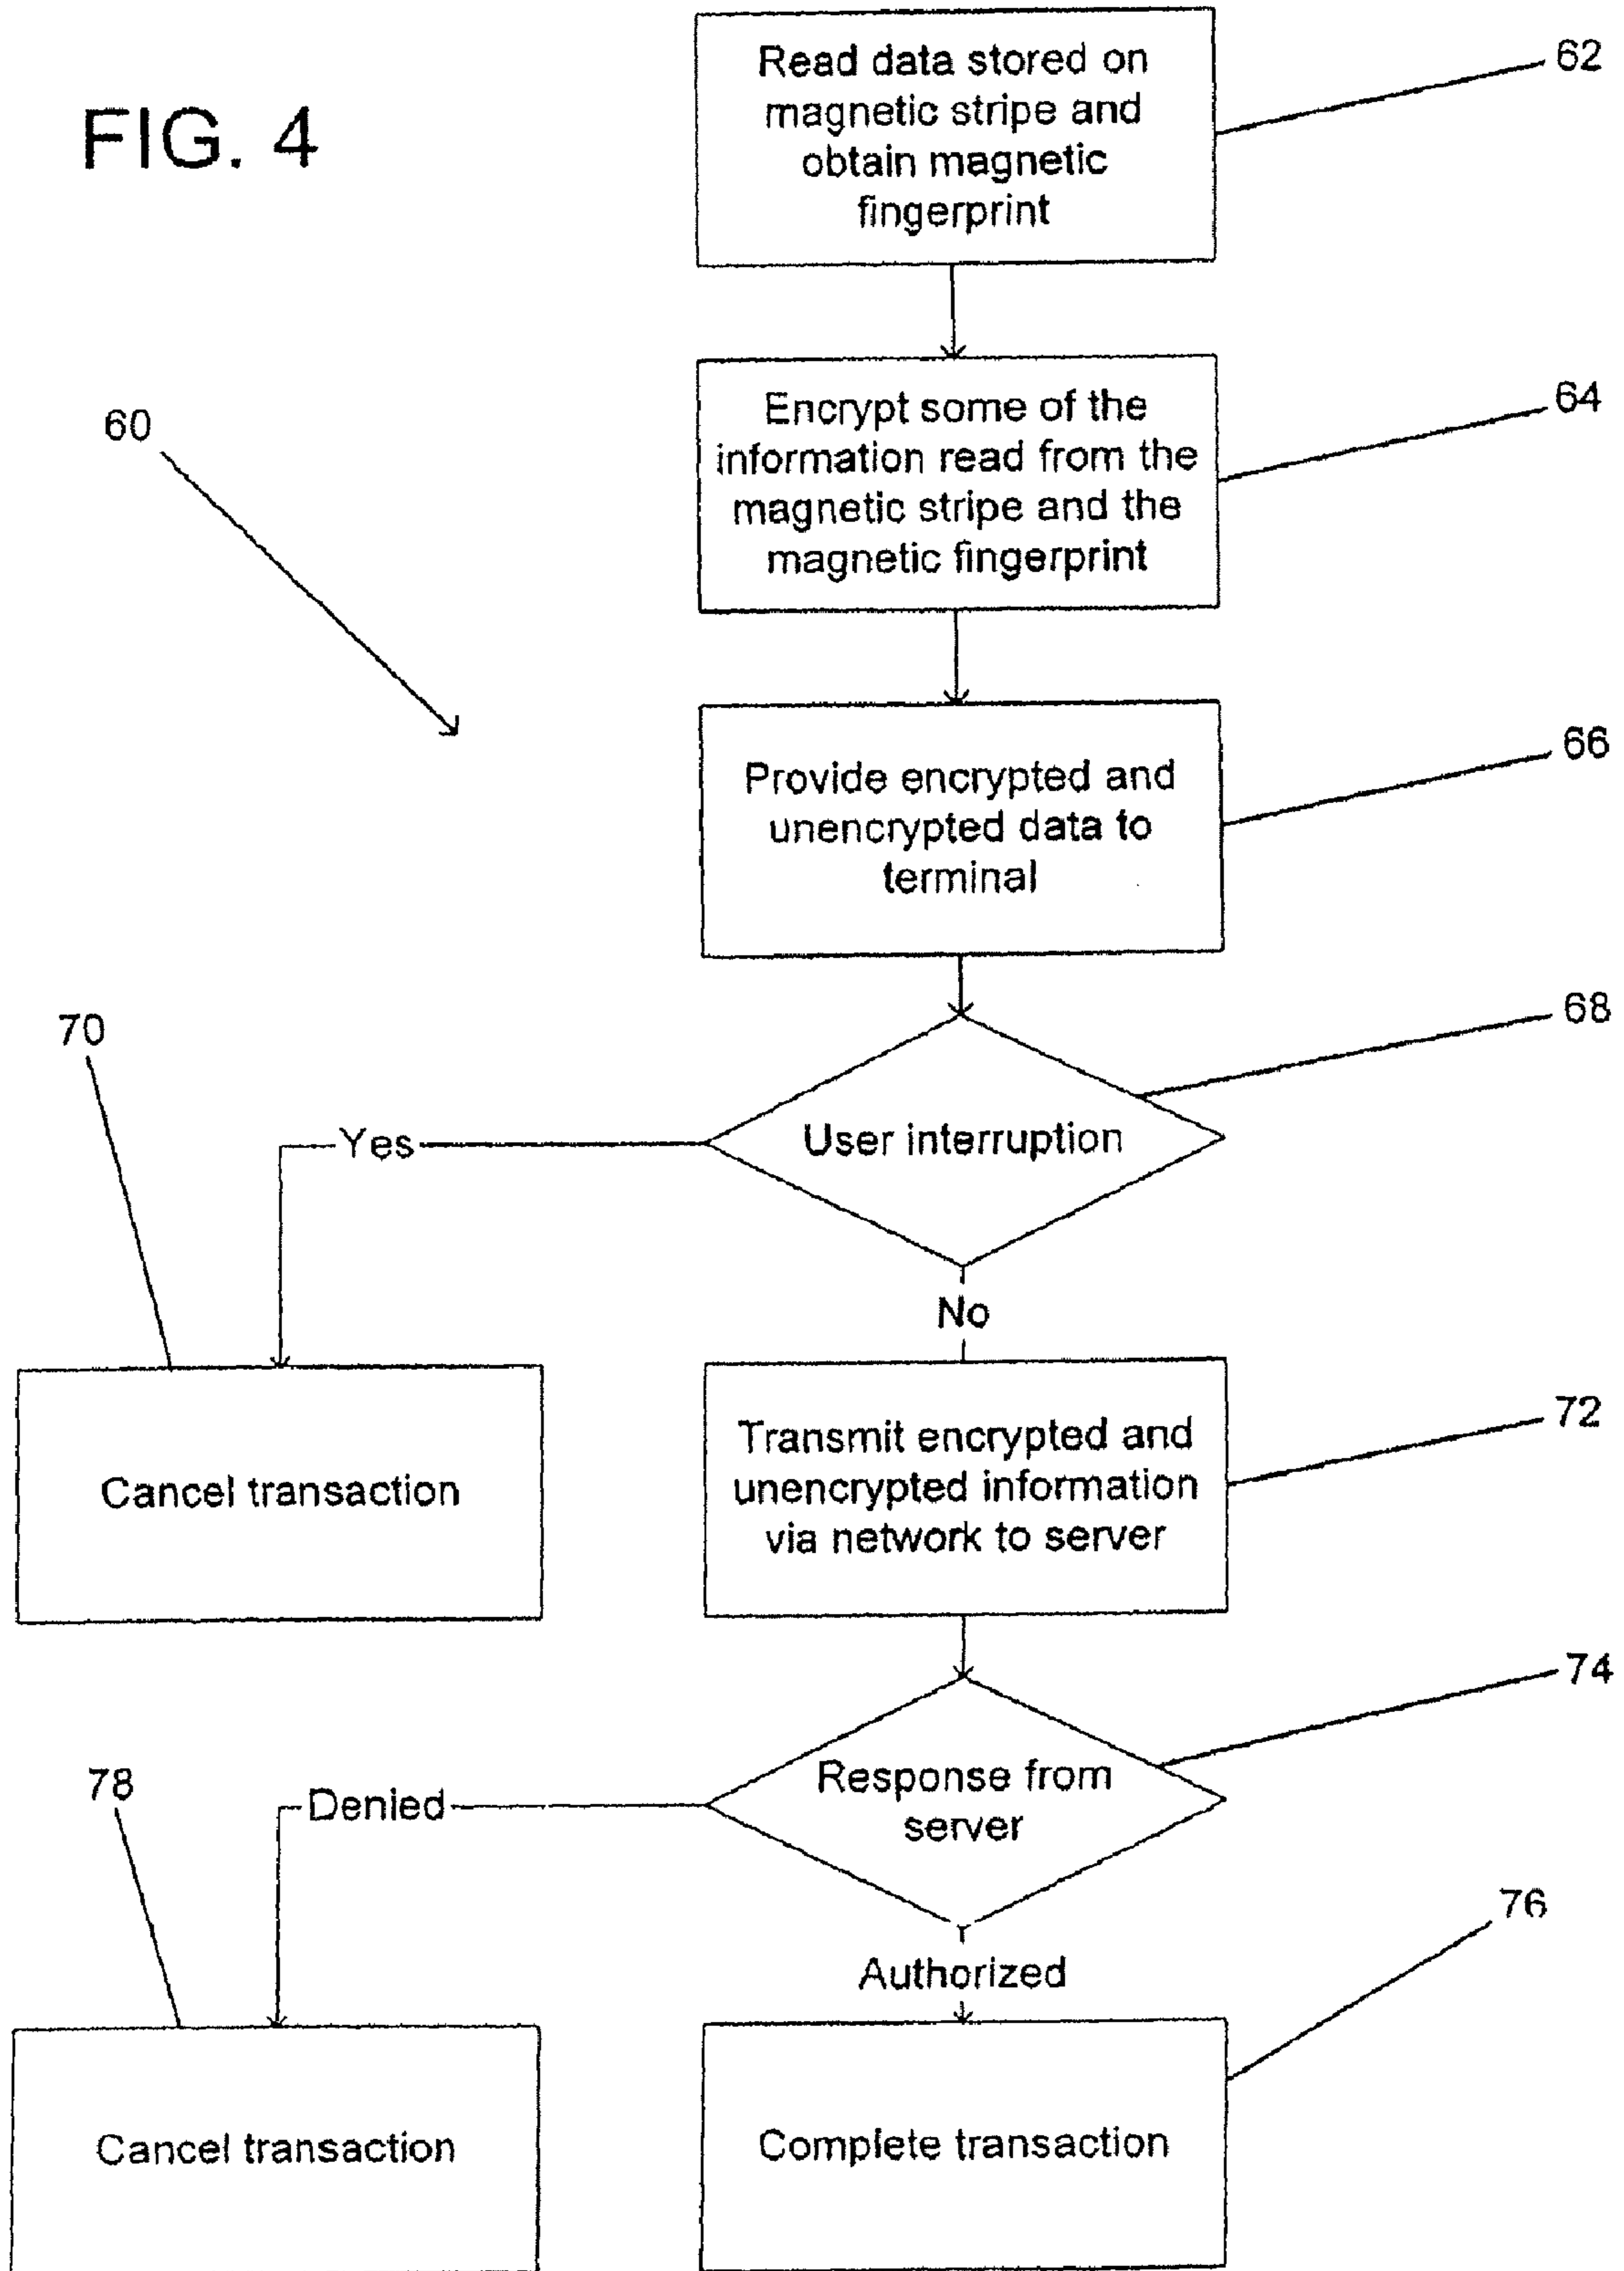 FIG. 4
Read data stored on
magnetic stripe and
obtain magnetic
fingerprint
62
Encrypt some of the
information read from the
magnetic stripe and the
magnetic fingerprint
64
60
Provide encrypted and
unencrypted data to
terminal
66
User interruption
68
Yes
70
No
Cancel transaction
Transmit encrypted and
unencrypted information
via network to server
72
Response from
server
74
Denied
78
Authorized
76
Cancel transaction
Complete transaction